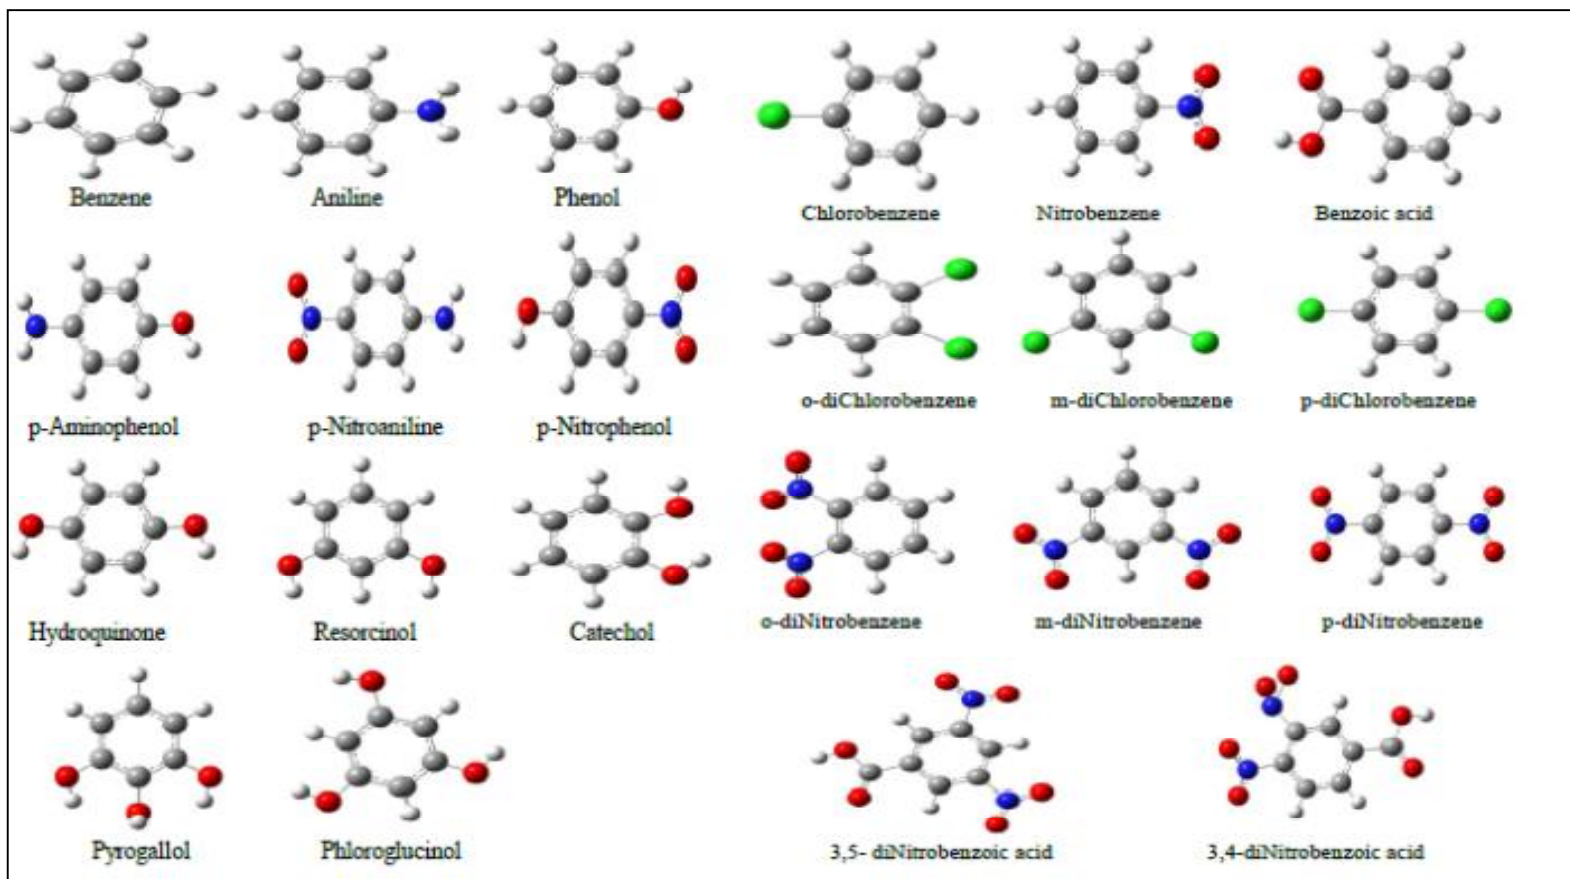 Benzene
Aniline
Phenol
Chlorobenzene
Nitrobenzene
Benzoic acid
p-Aminophenol
p-Nitroaniline
p-Nitrophenol
o-diChlorobenzene
m-diChlorobenzene
p-diChlorobenzene
Hydroquinone
Resorcinol
Catechol
o-diNitrobenzene
m-diNitrobenzene
p-diNitrobenzene
Pyrogallol
Phloroglucinol
3,5- diNitrobenzoic acid
3,4-diNitrobenzoic acid